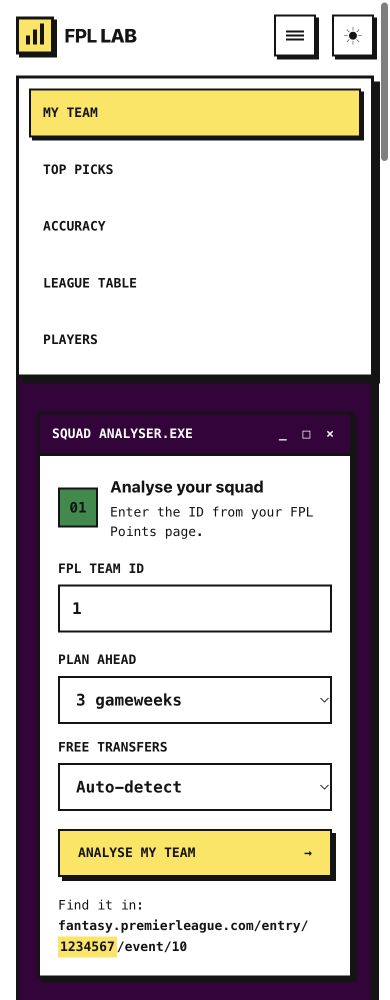 FPL LAB
MY TEAM
TOP PICKS
ACCURACY
LEAGUE TABLE
PLAYERS
SQUAD ANALYSER.EXE _ □ ×
01
Analyse your squad
Enter the ID from your FPL
Points page.
FPL TEAM ID
1
PLAN AHEAD
3 gameweeks
FREE TRANSFERS
Auto-detect
ANALYSE MY TEAM →
Find it in:
fantasy.premierleague.com/entry/
1234567/event/10